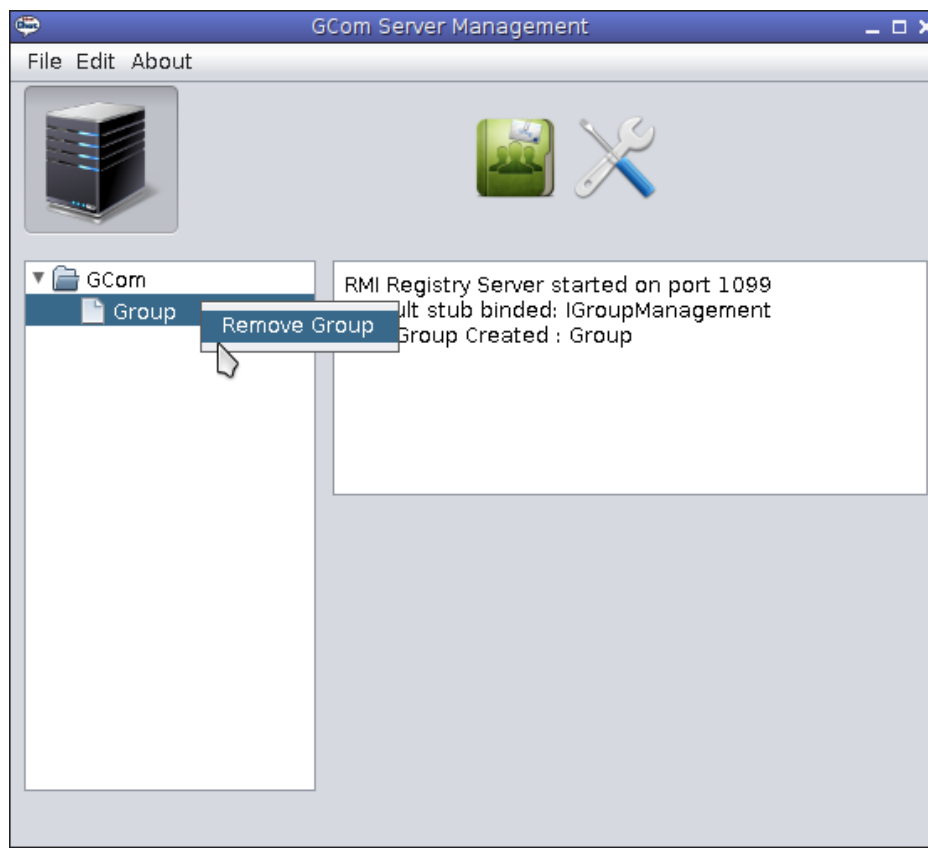 GCom Server Management
File Edit About
GCom
Group
Remove Group
RMI Registry Server started on port 1099
stub binded: IGroupManagement
Group Created : Group